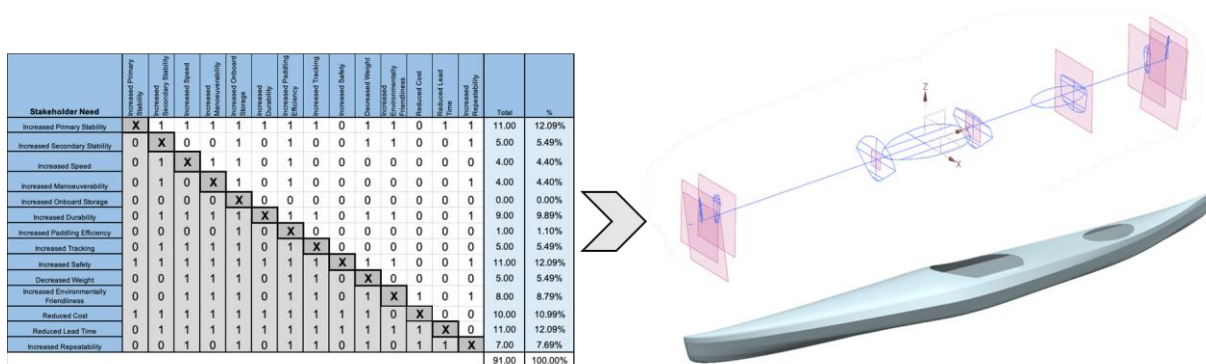 Stakeholder Need
Increased Primary
Stability
Increased
Secondary Stability
Increased Speed
Increased
Manoeuverability
Increased Onboard
Storage
Increased
Durability
Increased Paddling
Efficiency
Increased Tracking
Increased Safety
Decreased Weight
Increased
Environmentally
Friendliness
Reduced Cost
Reduced Lead
Time
Increased
Repeatability
Total
%
Increased Primary Stability X 1 1 1 1 1 1 1 0 1 1 0 1 1 11.00 12.09%
Increased Secondary Stability 0 X 0 0 1 0 1 0 0 1 1 0 0 1 5.00 5.49%
Increased Speed 0 1 X 1 1 0 1 0 0 0 0 0 0 0 4.00 4.40%
Increased Manoeuverability 0 1 0 X 1 0 1 0 0 0 0 0 0 1 4.00 4.40%
Increased Onboard Storage 0 0 0 0 X 0 0 0 0 0 0 0 0 0 0.00 0.00%
Increased Durability 0 1 1 1 1 X 1 1 0 1 1 0 0 1 9.00 9.89%
Increased Paddling Efficiency 0 0 0 0 1 0 X 0 0 0 0 0 0 0 1.00 1.10%
Increased Tracking 0 1 1 1 1 0 1 X 0 0 0 0 0 0 5.00 5.49%
Increased Safety 1 1 1 1 1 1 1 1 X 1 1 0 0 1 11.00 12.09%
Decreased Weight 0 0 1 1 1 0 1 1 0 X 0 0 0 0 5.00 5.49%
Increased Environmentally
Friendliness 0 0 1 1 1 0 1 1 0 1 X 1 0 1 8.00 8.79%
Reduced Cost 1 1 1 1 1 1 1 1 1 1 0 X 0 0 10.00 10.99%
Reduced Lead Time 0 1 1 1 1 1 1 1 1 1 1 1 X 0 11.00 12.09%
Increased Repeatability 0 0 1 0 1 0 1 1 0 1 0 1 1 X 7.00 7.69%
91.00 100.00%
Z
X